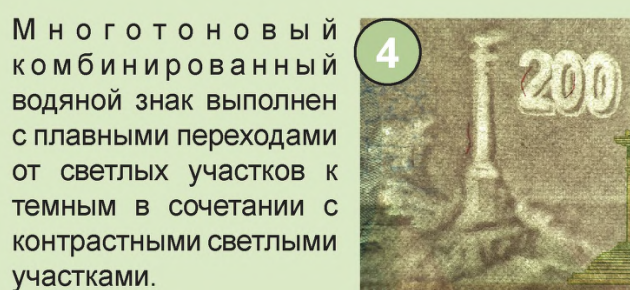 Многотоновый
комбинированный
водяной знак выполнен
с плавными переходами
от светлых участков к
темным в сочетании с
контрастными светлыми
участками.
4
200